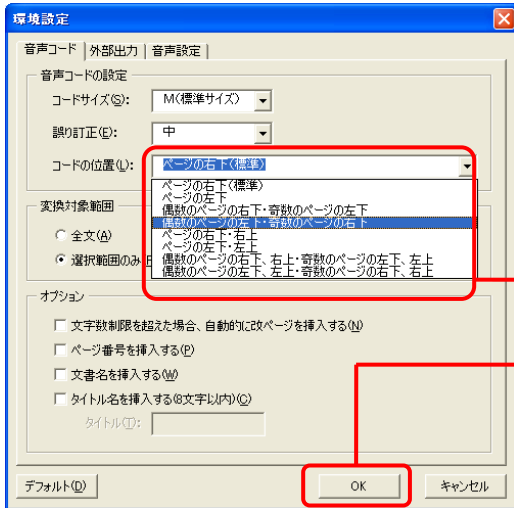 環境設定
音声コード 外部出力 音声設定
音声コードの設定
コードサイズ(S): M(標準サイズ)
誤り訂正(E): 中
コードの位置(L): ページの右下(標準)
ページの右下(標準)
ページの左下
偶数のページの右下・奇数のページの左下
偶数のページの左下・奇数のページの右下
ページの右下・右上
ページの左下・左上
偶数のページの右下、右上・奇数のページの左下、左上
偶数のページの左下、左上・奇数のページの右下、右上
変換対象範囲
全文(A)
選択範囲のみ
オプション
文字数制限を超えた場合、自動的に改ページを挿入する(N)
ページ番号を挿入する(P)
文書名を挿入する(W)
タイトル名を挿入する(8文字以内)(C)
タイトル(T):
デフォルト(D) OK キャンセル